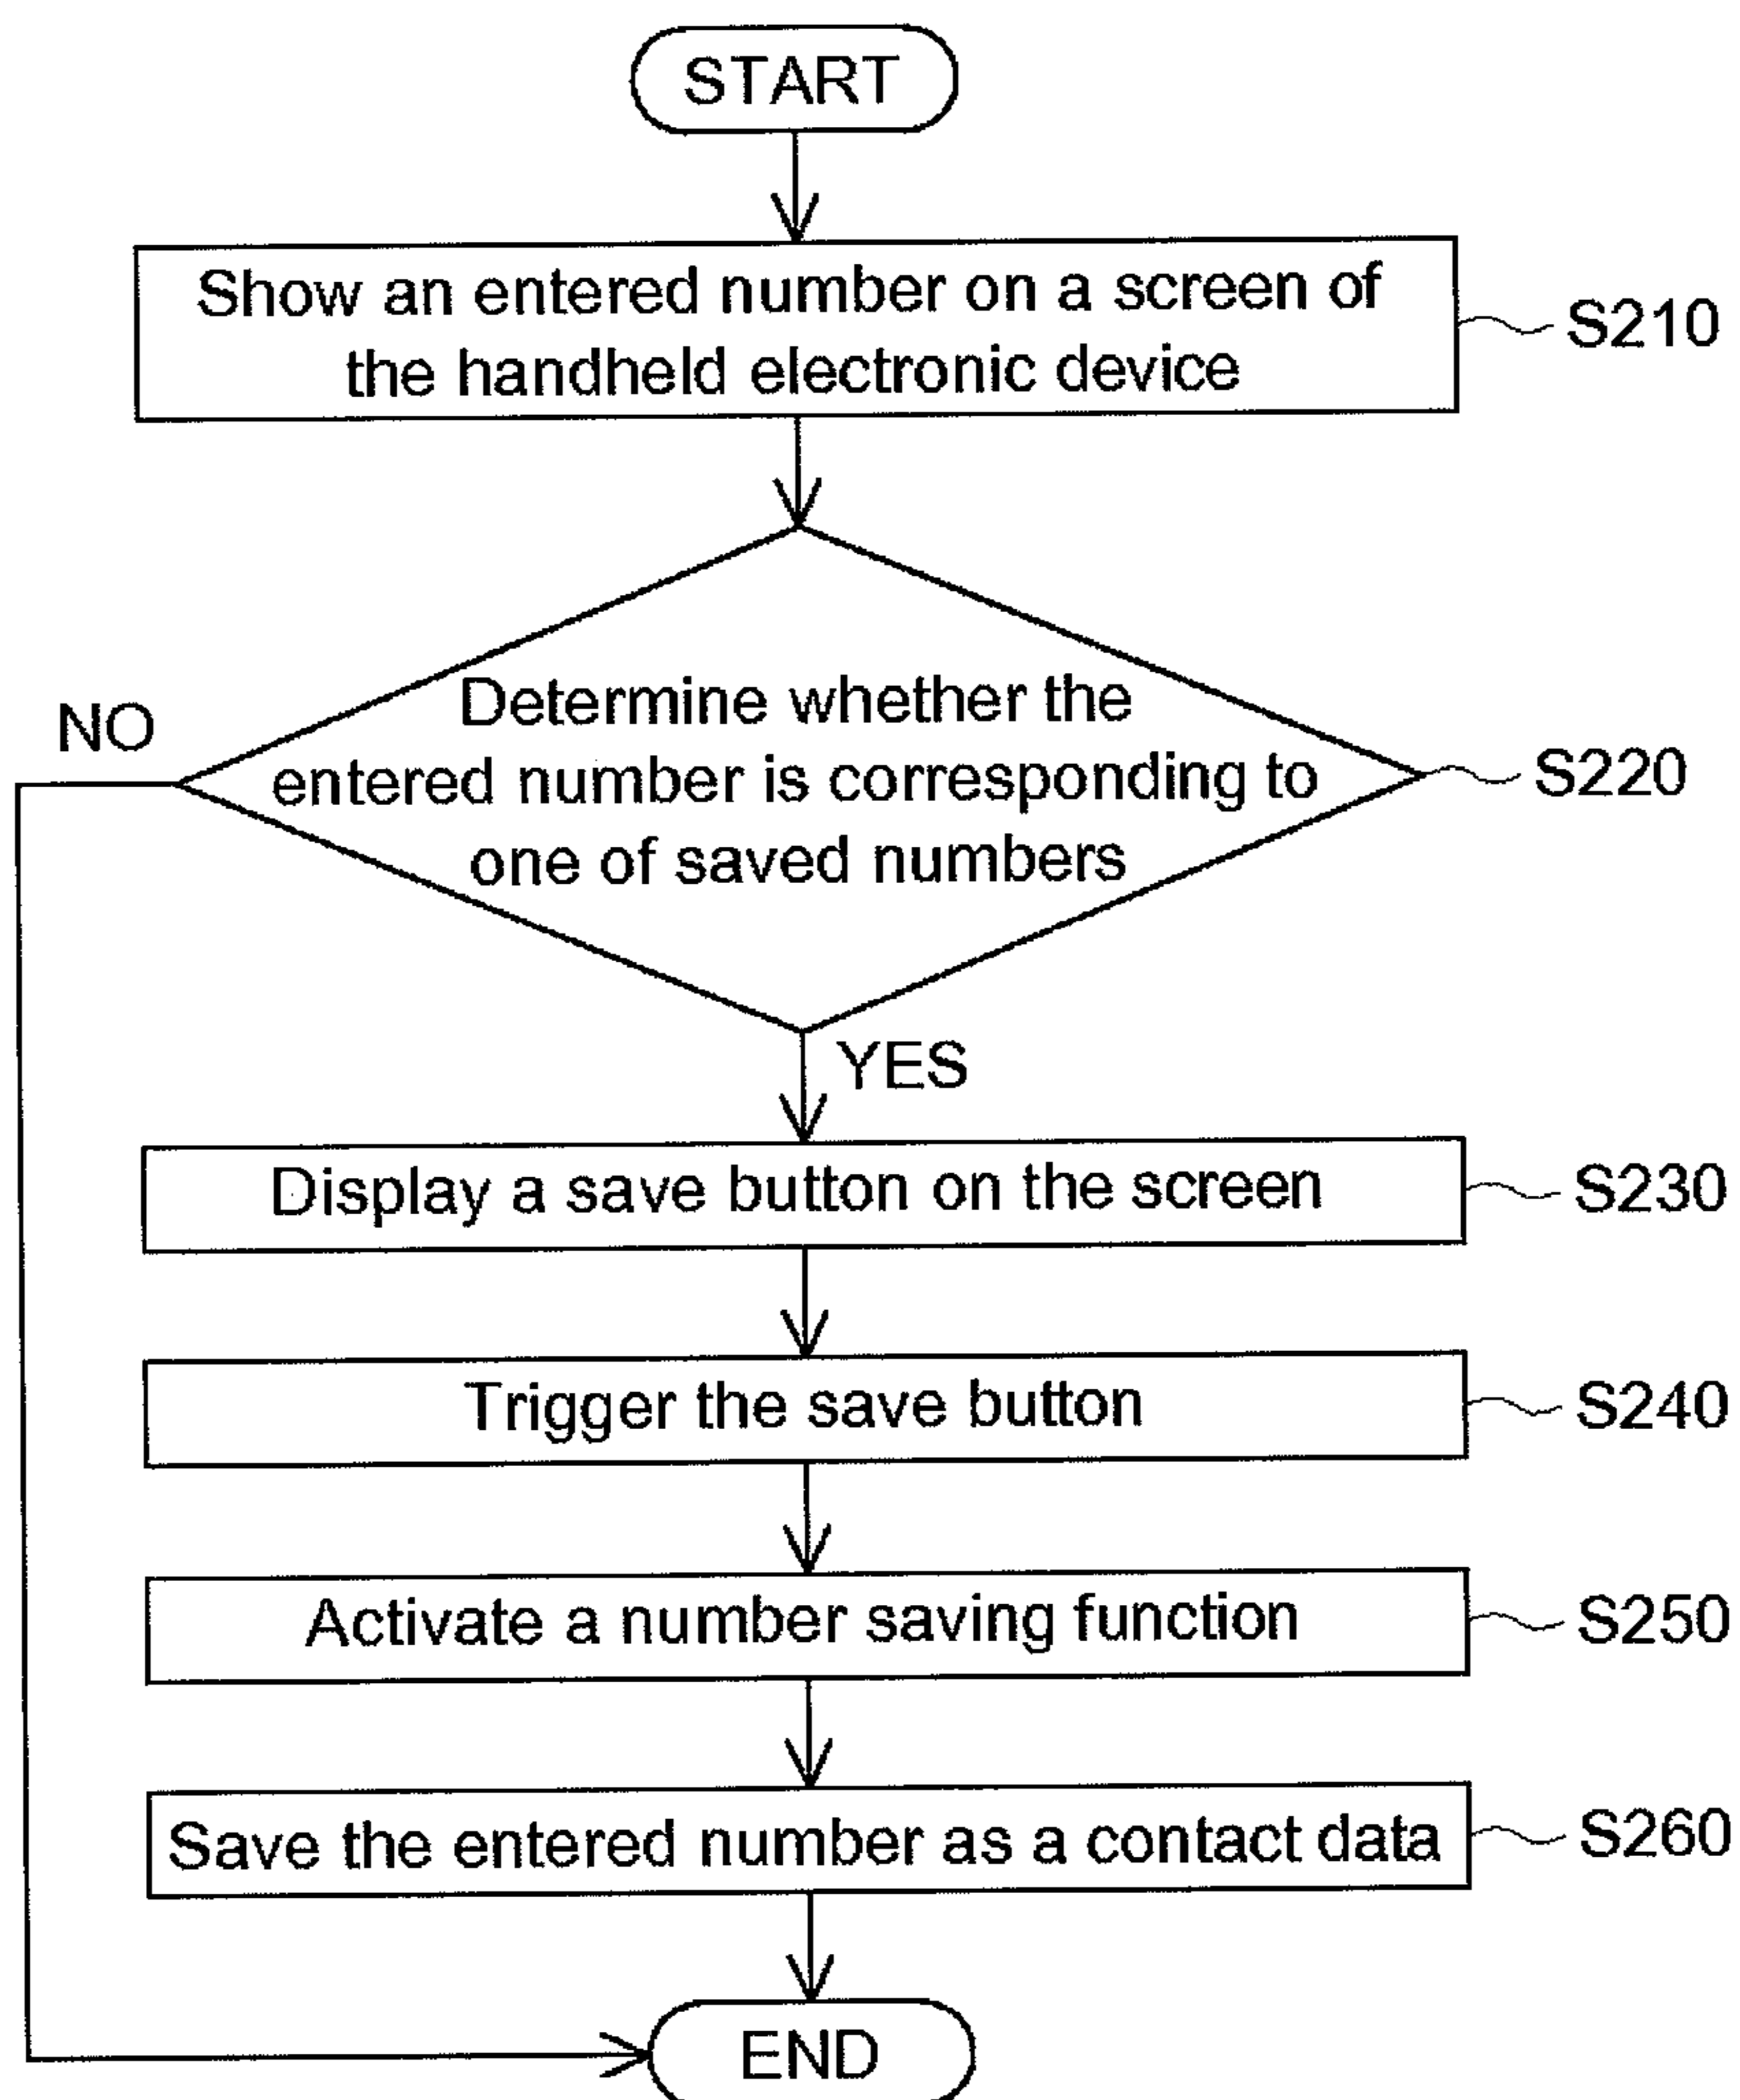 START
Show an entered number on a screen of
the handheld electronic device
S210
Determine whether the
entered number is corresponding to
one of saved numbers
S220
NO
YES
Display a save button on the screen
S230
Trigger the save button
S240
Activate a number saving function
S250
Save the entered number as a contact data
S260
END